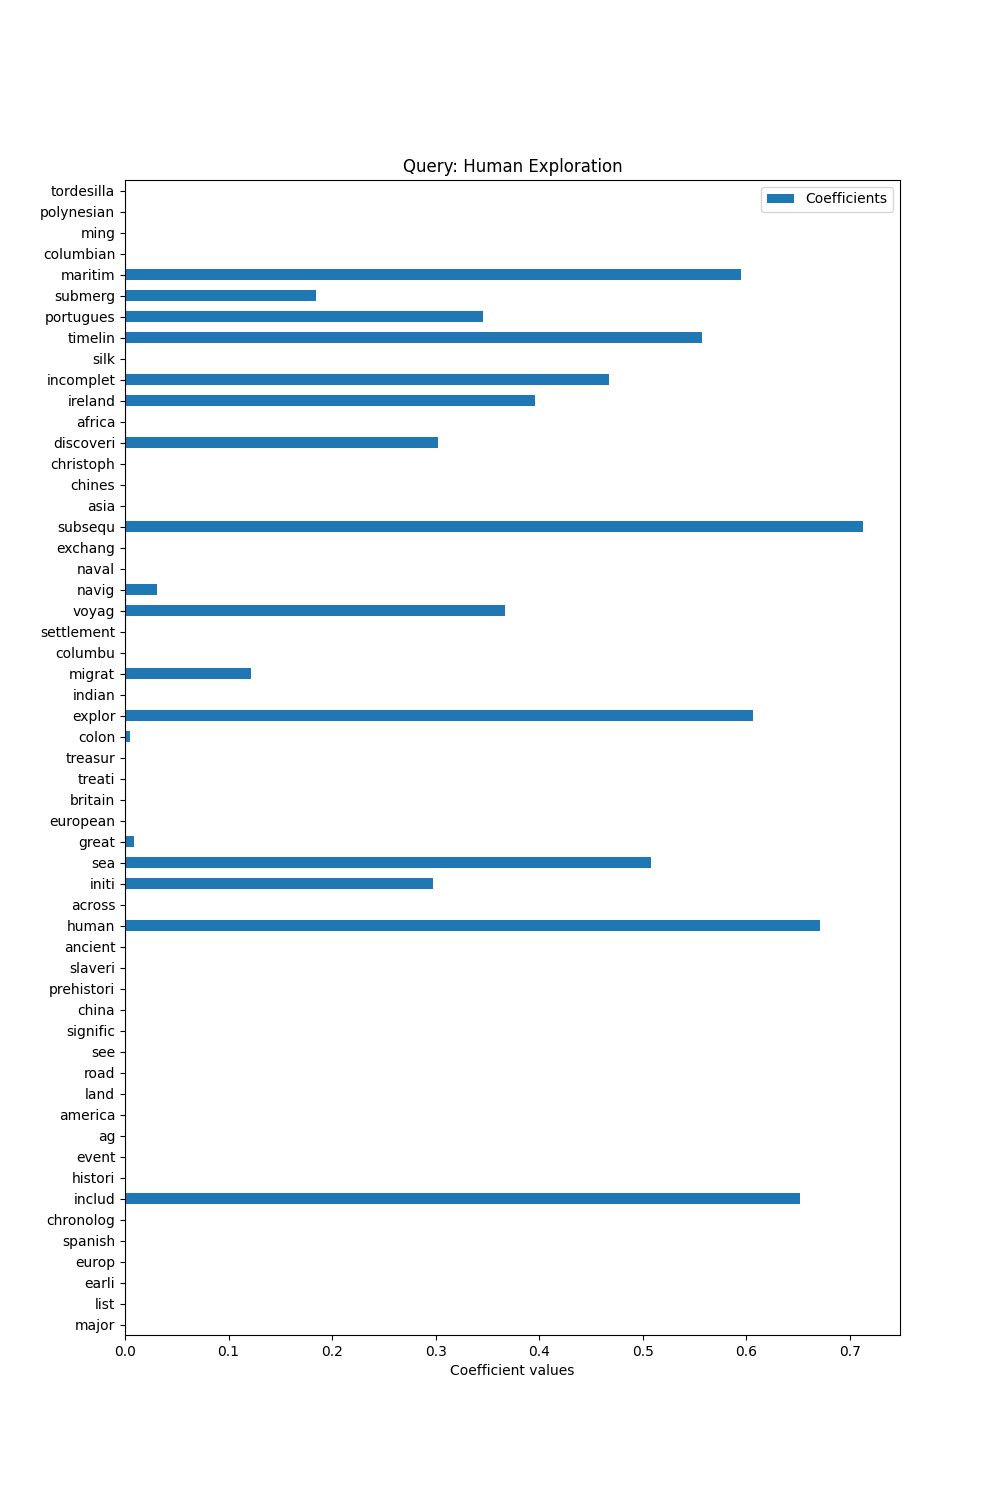 Query: Human Exploration
Coefficients
tordesilla
polynesian
ming
columbian
maritim
submerg
portugues
timelin
silk
incomplet
ireland
africa
discoveri
christoph
chines
asia
subsequ
exchang
naval
navig
voyag
settlement
columbu
migrat
indian
explor
colon
treasur
treati
britain
european
great
sea
initi
across
human
ancient
slaveri
prehistori
china
signific
see
road
land
america
ag
event
histori
includ
chronolog
spanish
europ
earli
list
major
0.0 0.1 0.2 0.3 0.4 0.5 0.6 0.7
Coefficient values